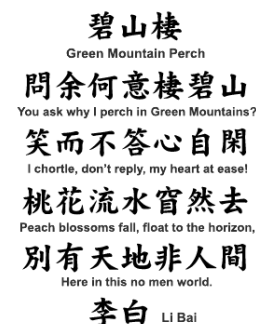 碧山棲
Green Mountain Perch
問余何意棲碧山
You ask why I perch in Green Mountains?
笑而不答心自閑
I chortle, don’t reply, my heart at ease!
桃花流水窅然去
Peach blossoms fall, float to the horizon,
別有天地非人間
Here in this no men world.
李白 Li Bai